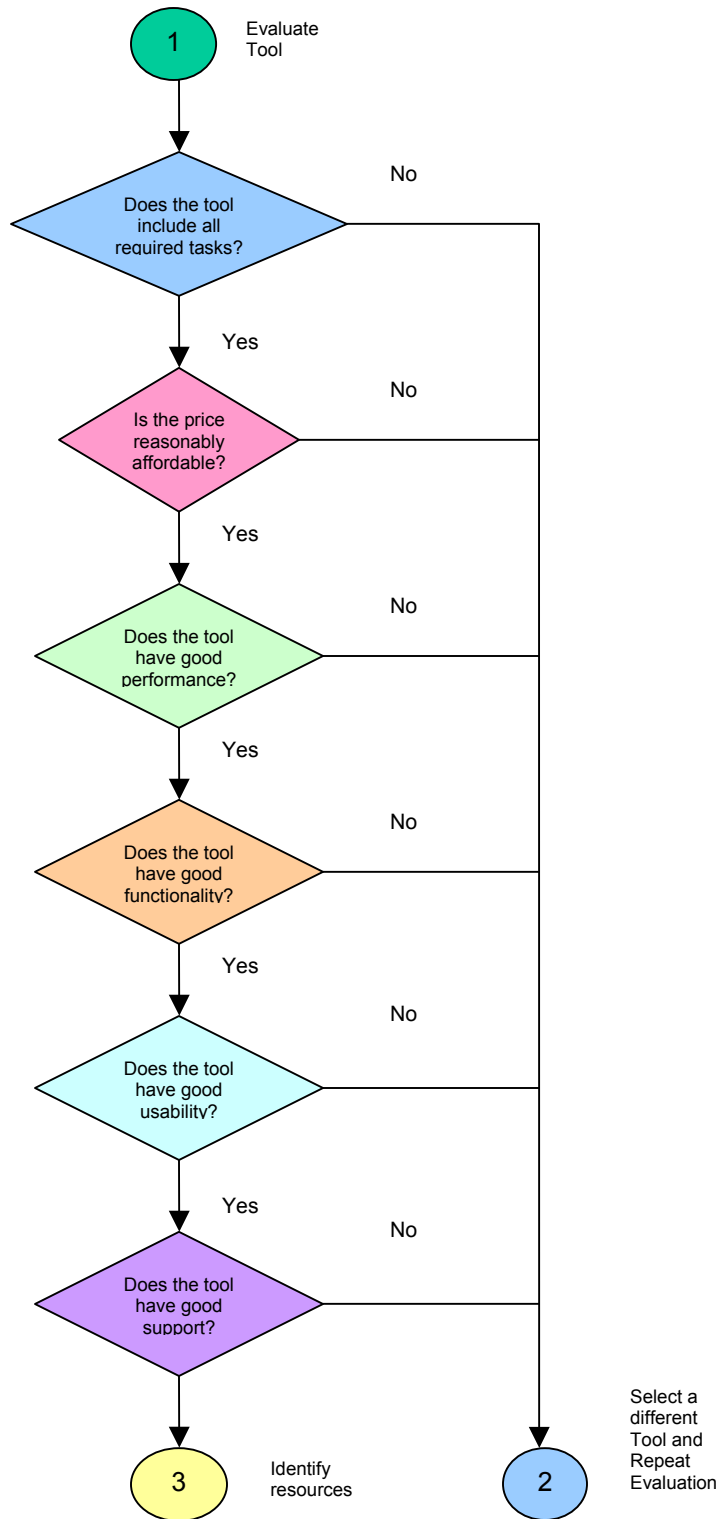 1
Evaluate
Tool
No
Does the tool
include all
required tasks?
Yes
No
Is the price
reasonably
affordable?
Yes
No
Does the tool
have good
performance?
Yes
No
Does the tool
have good
functionality?
Yes
No
Does the tool
have good
usability?
Yes
No
Does the tool
have good
support?
3
Identify
resources
2
Select a
different
Tool and
Repeat
Evaluation